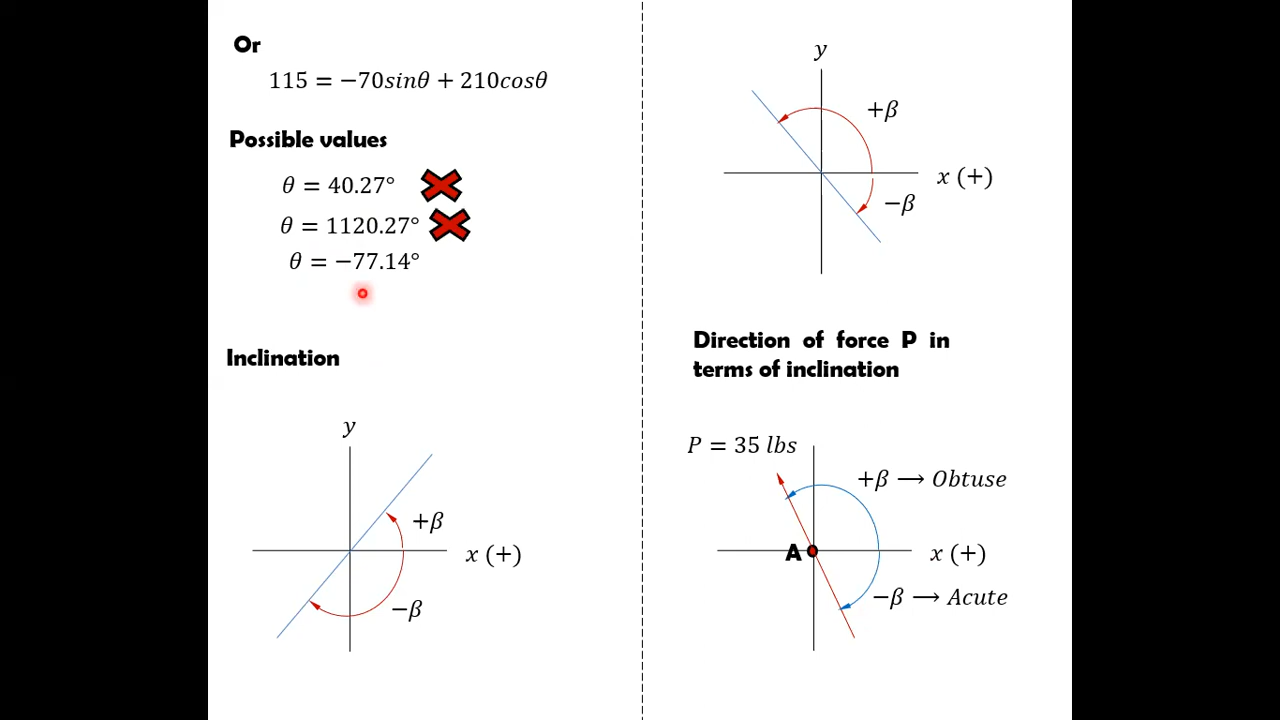 Or
115 = −70sinθ + 210cosθ
Possible values
θ = 40.27°
θ = 1120.27°
θ = −77.14°
Inclination
y
+β
x (+)
−β
y
+β
x (+)
−β
Direction of force P in
terms of inclination
P = 35 lbs
+β ⟶ Obtuse
A
x (+)
−β ⟶ Acute